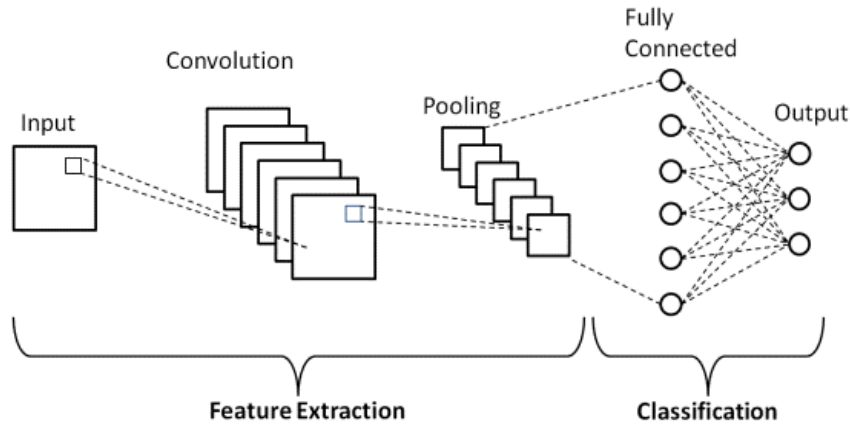 Input
Convolution
Pooling
Fully
Connected
Output
Feature Extraction
Classification